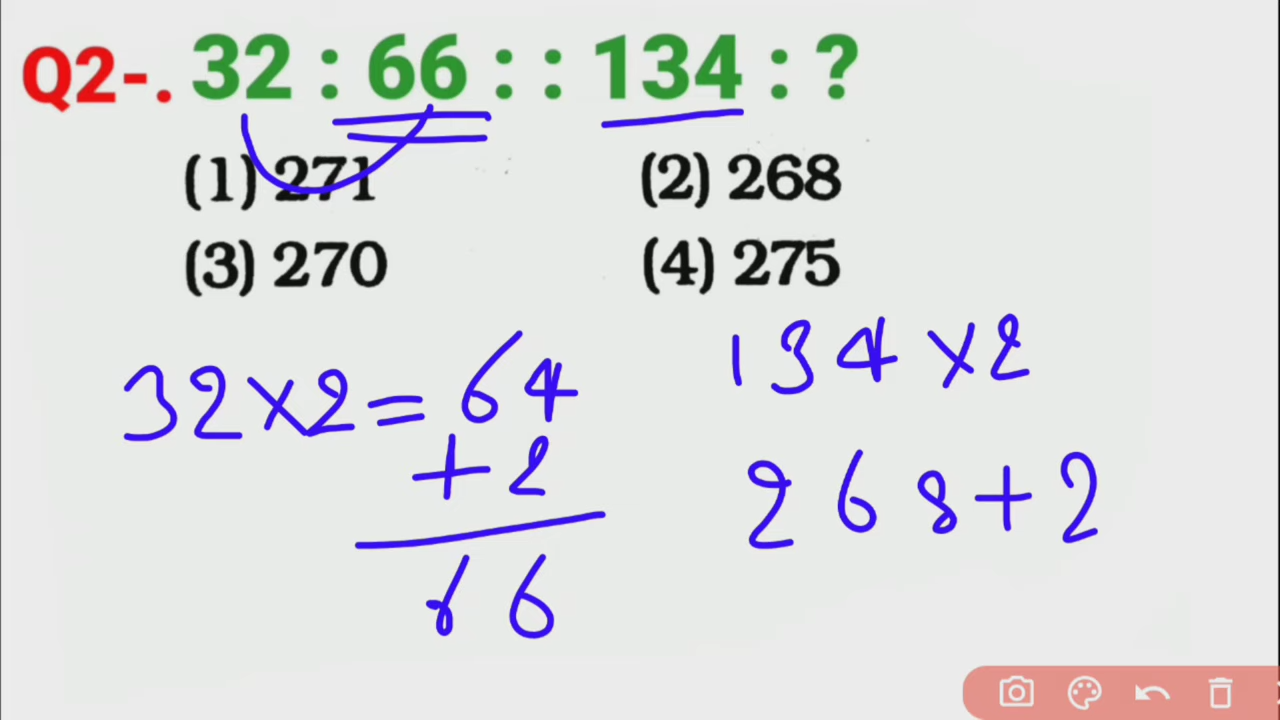 Q2-. 32 : 66 : : 134 : ?
(1) 271 (2) 268
(3) 270 (4) 275
32×2=64
+2
66
134×2
268+2